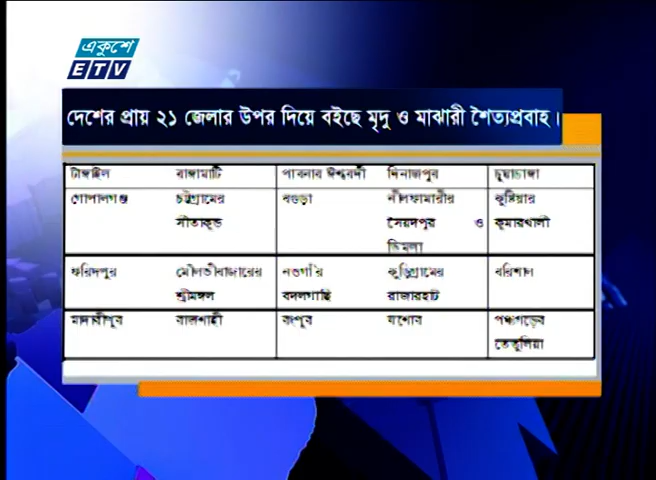 একুশে
ETV
দেশের প্রায় ২১ জেলার উপর দিয়ে বইছে মৃদু ও মাঝারী শৈত্যপ্রবাহ।
টাঙ্গাইল রাঙ্গামাটি পাবনার ঈশ্বরদী দিনাজপুর চুয়াডাঙ্গা
গোপালগঞ্জ চট্টগ্রামের বগুড়া নীলফামারীর কুষ্টিয়ার
সীতাকুন্ড সৈয়দপুর ও কুমারখালী
ডিমলা
ফরিদপুর মৌলভীবাজারের নওগাঁর কুড়িগ্রামের বরিশাল
শ্রীমঙ্গল বদলগাছি রাজারহাট
মাদারীপুর রাজশাহী রংপুর যশোর পঞ্চগড়ের
তেতুলিয়া